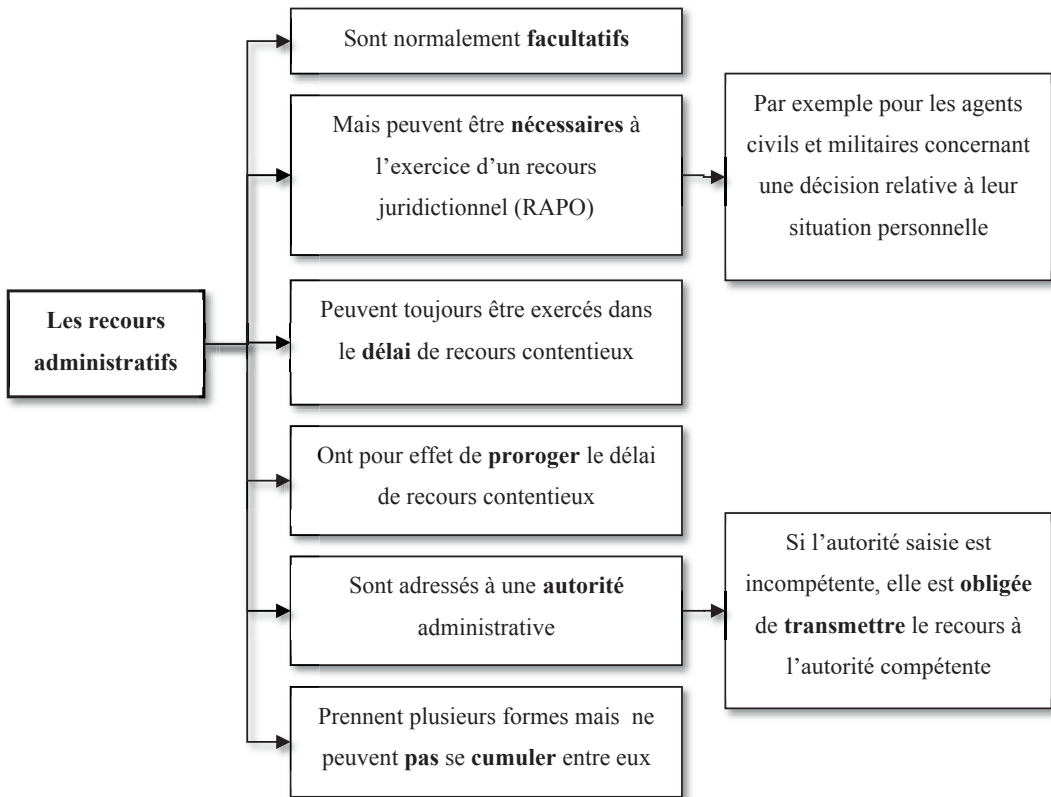 Sont normalement facultatifs
Mais peuvent être nécessaires à
l’exercice d’un recours
juridictionnel (RAPO)
Par exemple pour les agents
civils et militaires concernant
une décision relative à leur
situation personnelle
Les recours
administratifs
Peuvent toujours être exercés dans
le délai de recours contentieux
Ont pour effet de proroger le délai
de recours contentieux
Sont adressés à une autorité
administrative
Si l’autorité saisie est
incompétente, elle est obligée
de transmettre le recours à
l’autorité compétente
Prennent plusieurs formes mais ne
peuvent pas se cumuler entre eux